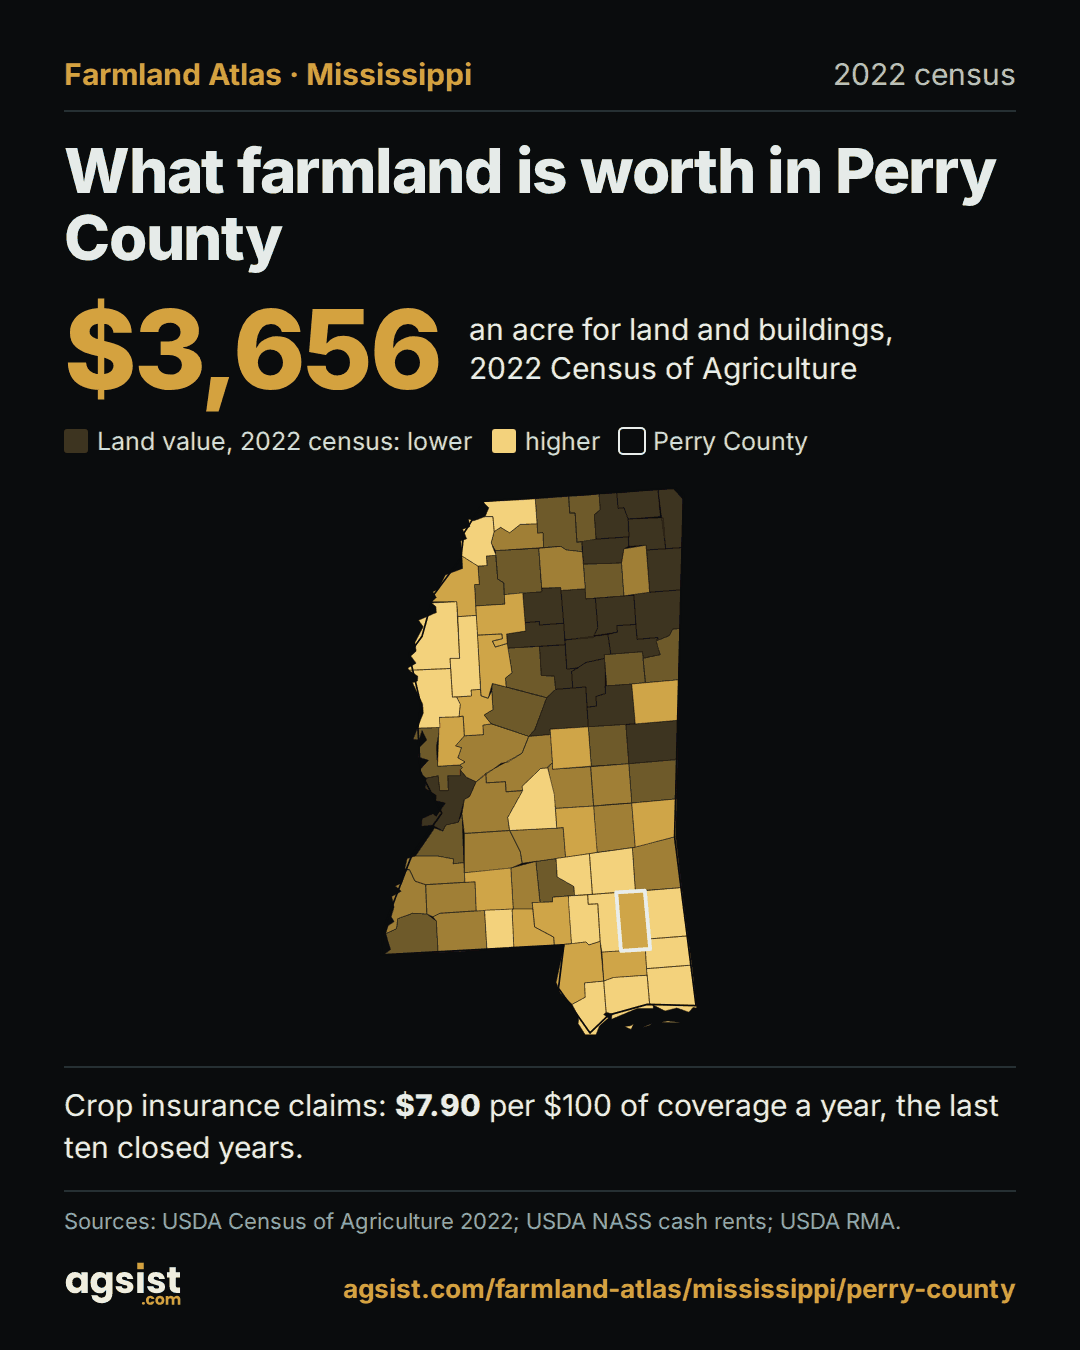 Farmland Atlas · Mississippi
2022 census
What farmland is worth in Perry
County
$3,656
an acre for land and buildings,
2022 Census of Agriculture
Land value, 2022 census: lower
higher
Perry County
Crop insurance claims: $7.90 per $100 of coverage a year, the last
ten closed years.
Sources: USDA Census of Agriculture 2022; USDA NASS cash rents; USDA RMA.
agsist
.com
agsist.com/farmland-atlas/mississippi/perry-county